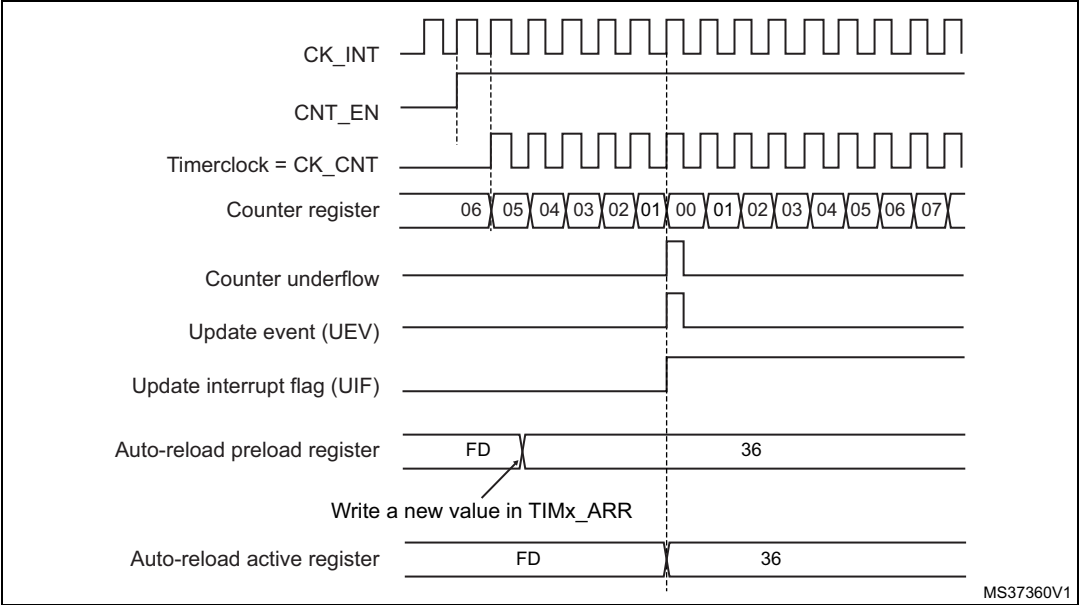 CK_INT
CNT_EN
Timerclock = CK_CNT
Counter register 06 05 04 03 02 01 00 01 02 03 04 05 06 07
Counter underflow
Update event (UEV)
Update interrupt flag (UIF)
Auto-reload preload register FD 36
Write a new value in TIMx_ARR
Auto-reload active register FD 36
MS37360V1